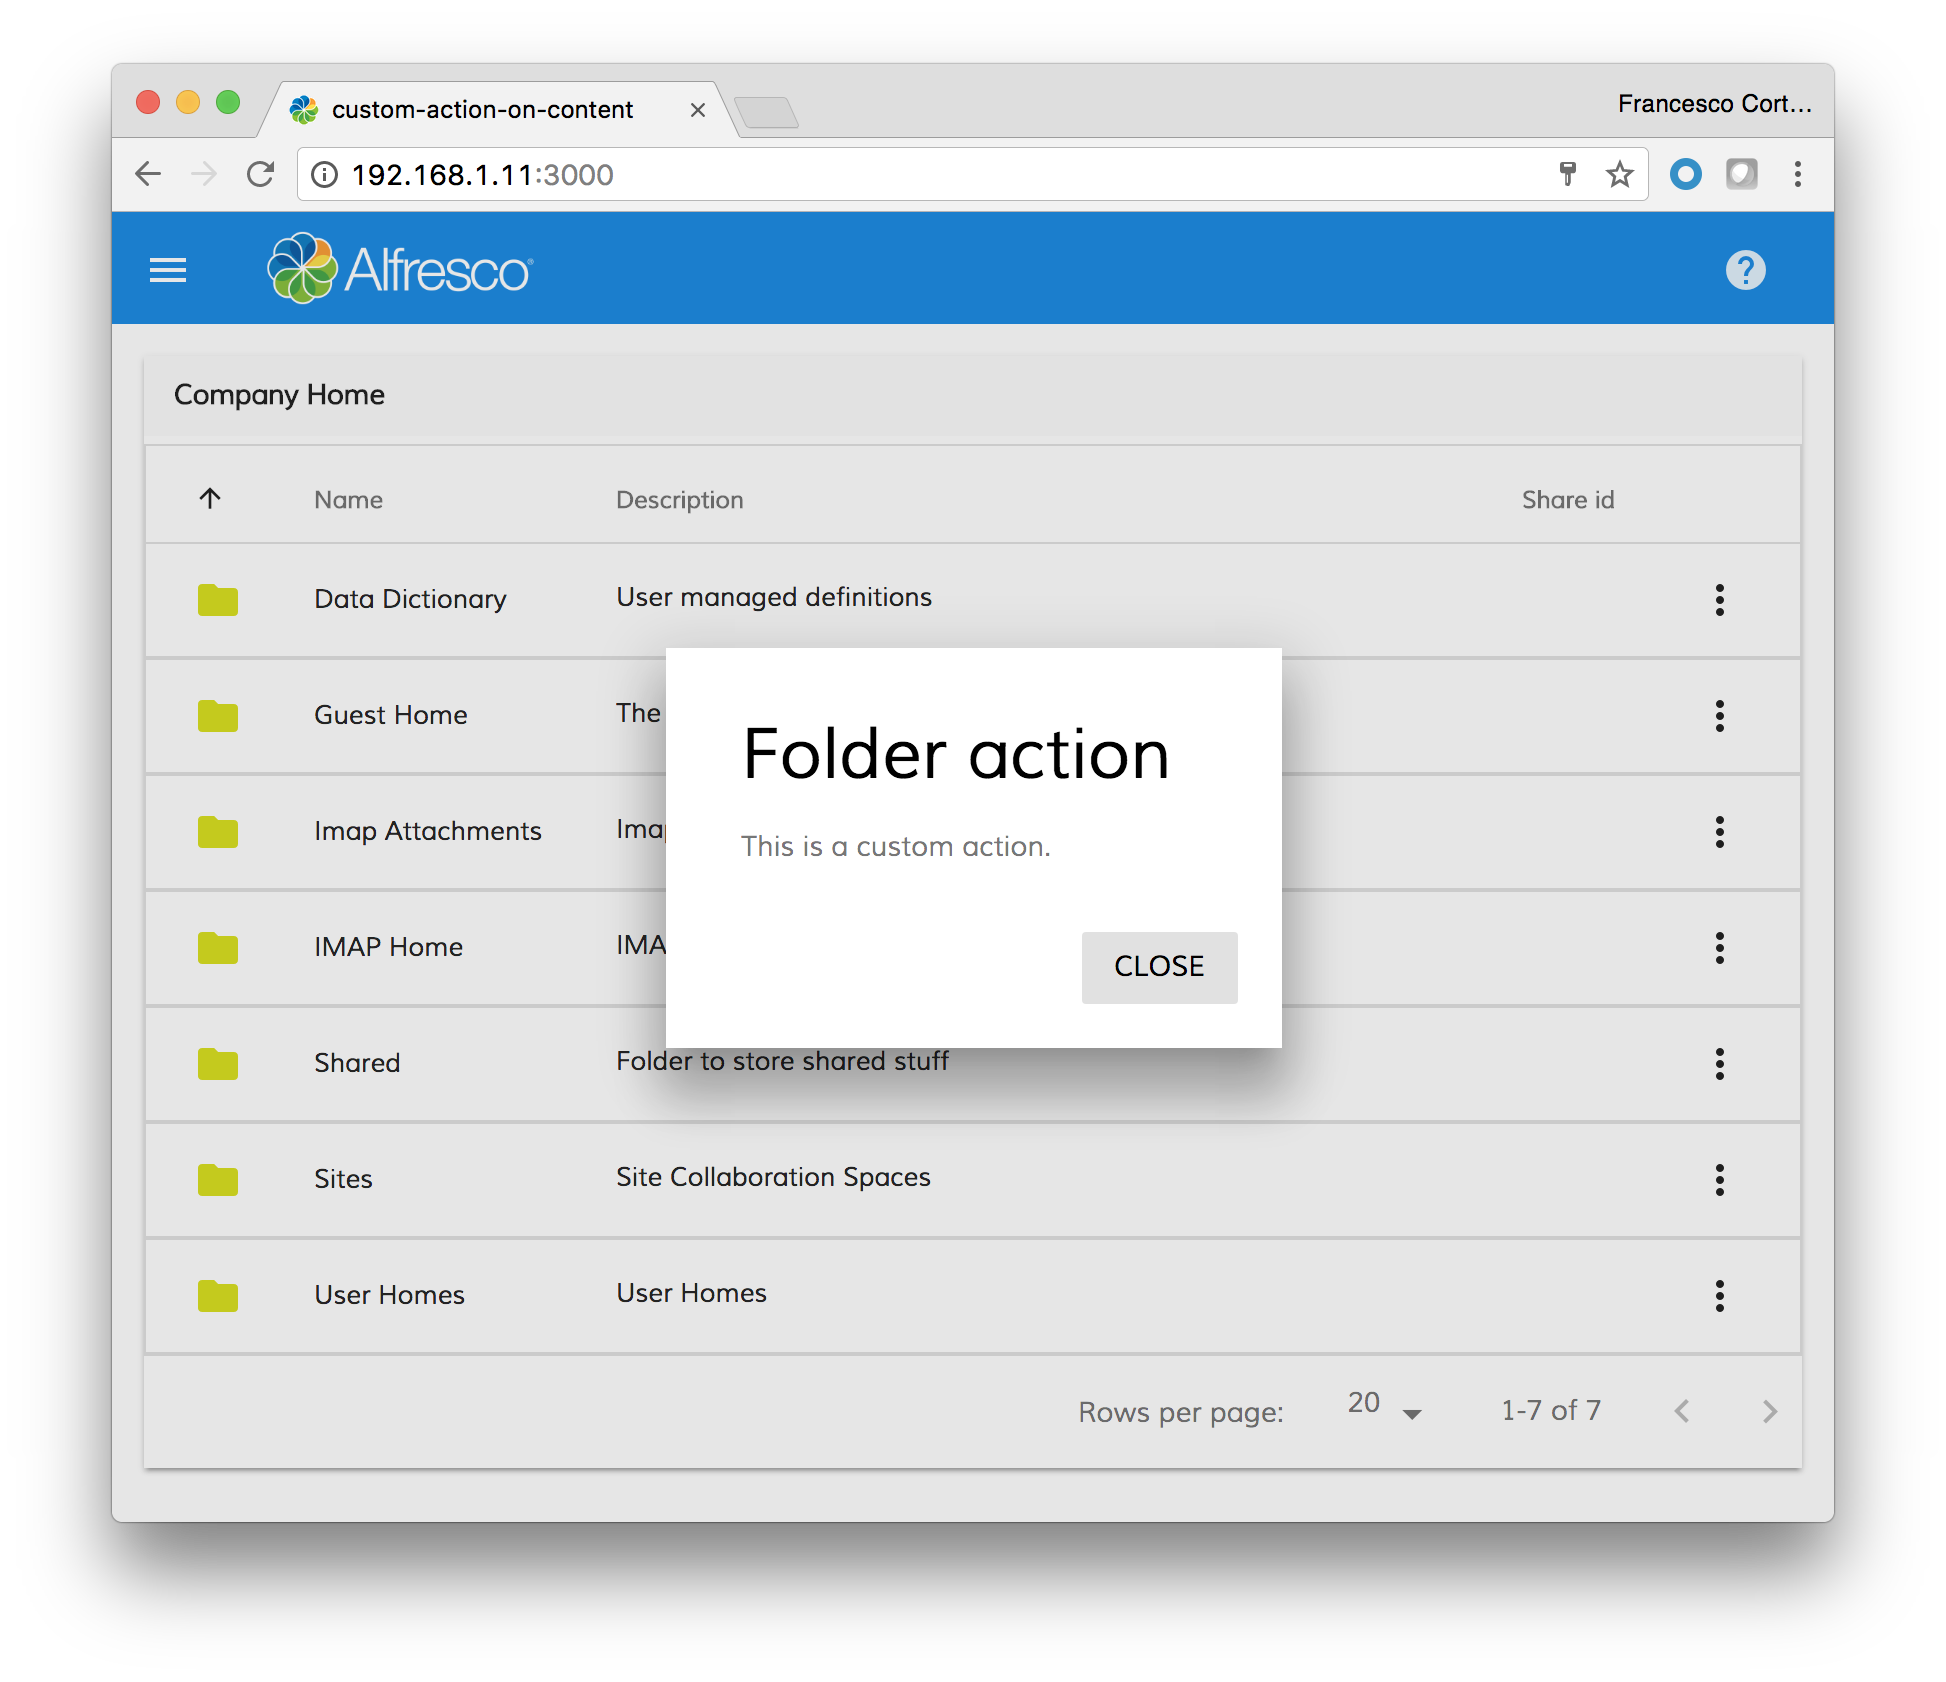 custom-action-on-content
Francesco Cort...
192.168.1.11:3000
Alfresco
Company Home
Name Description Share id
Data Dictionary User managed definitions
Guest Home The
Folder action
Imap Attachments
This is a custom action.
IMAP Home
CLOSE
Shared Folder to store shared stuff
Sites Site Collaboration Spaces
User Homes User Homes
Rows per page: 20 1-7 of 7